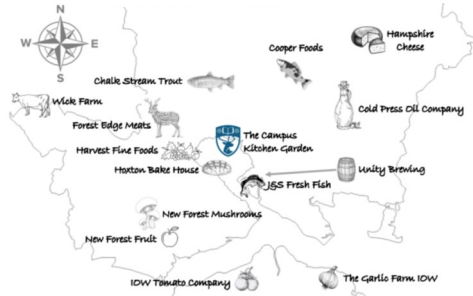 N
W
E
S
Hampshire
Cheese
Cooper Foods
Chalk Stream Trout
Wick Farm
Cold Press Oil Company
Forest Edge Meats
The Campus
Kitchen Garden
Harvest Fine Foods
Hoxton Bake House
Unity Brewing
J&S Fresh Fish
New Forest Mushrooms
New Forest Fruit
IOW Tomato Company
The Garlic Farm IOW